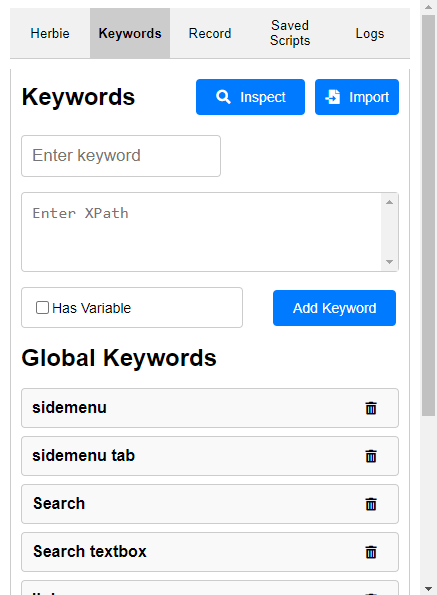 Herbie
Keywords
Record
Saved
Scripts
Logs
Keywords
Inspect
Import
Enter keyword
Enter XPath
Has Variable
Add Keyword
Global Keywords
sidemenu
sidemenu tab
Search
Search textbox